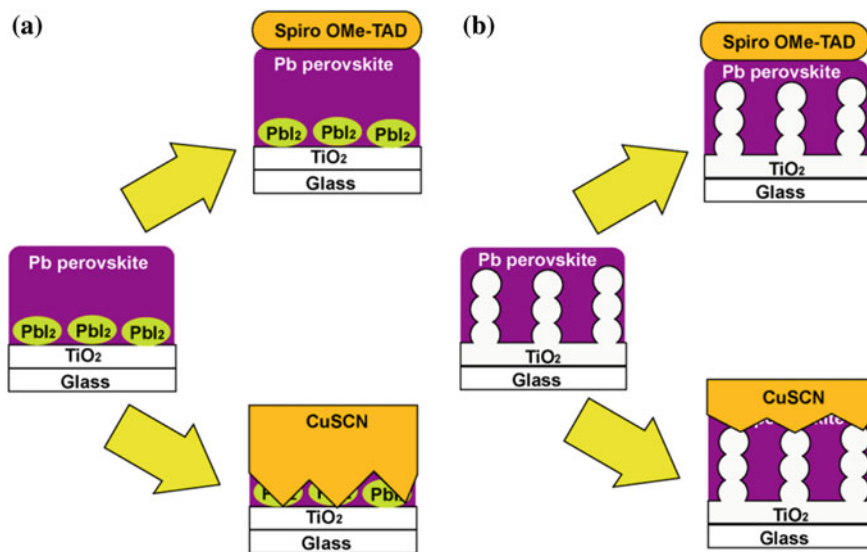 (a)
Spiro OMe-TAD
Pb perovskite
PbI₂ PbI₂ PbI₂
TiO₂
Glass
Pb perovskite
PbI₂ PbI₂ PbI₂
TiO₂
Glass
CuSCN
TiO₂
Glass
(b)
Spiro OMe-TAD
Pb perovskite
TiO₂
Glass
Pb perovskite
TiO₂
Glass
CuSCN
TiO₂
Glass